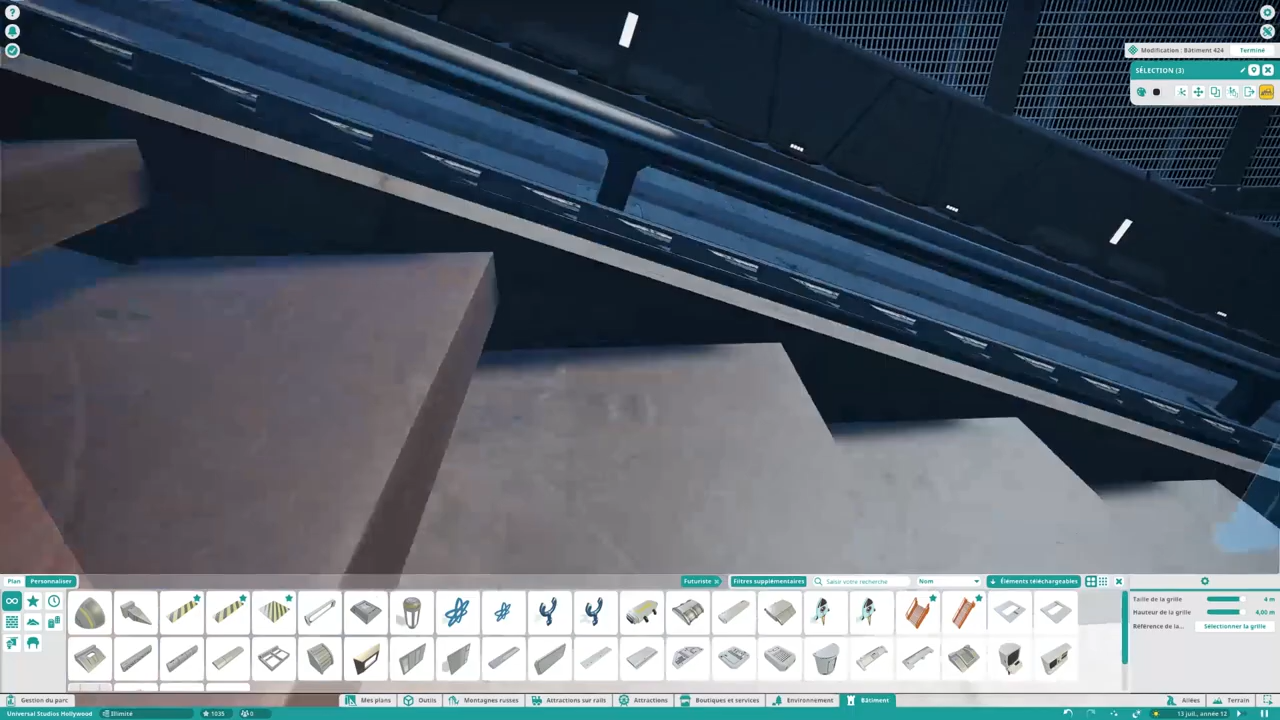 ?
Modification : Bâtiment 424
Terminé
SÉLECTION (3)
Plan
Personnaliser
Futuriste ×
Filtres supplémentaires
Saisir votre recherche
Nom
Éléments téléchargeables
Taille de la grille
4 m
Hauteur de la grille
4,00 m
Référence de la...
Sélectionner la grille
Gestion du parc
Mes plans
Outils
Montagnes russes
Attractions sur rails
Attractions
Boutiques et services
Environnement
Bâtiment
Allées
Terrain
Universal Studios Hollywood
Illimité
1035
0
13 juil., année 12